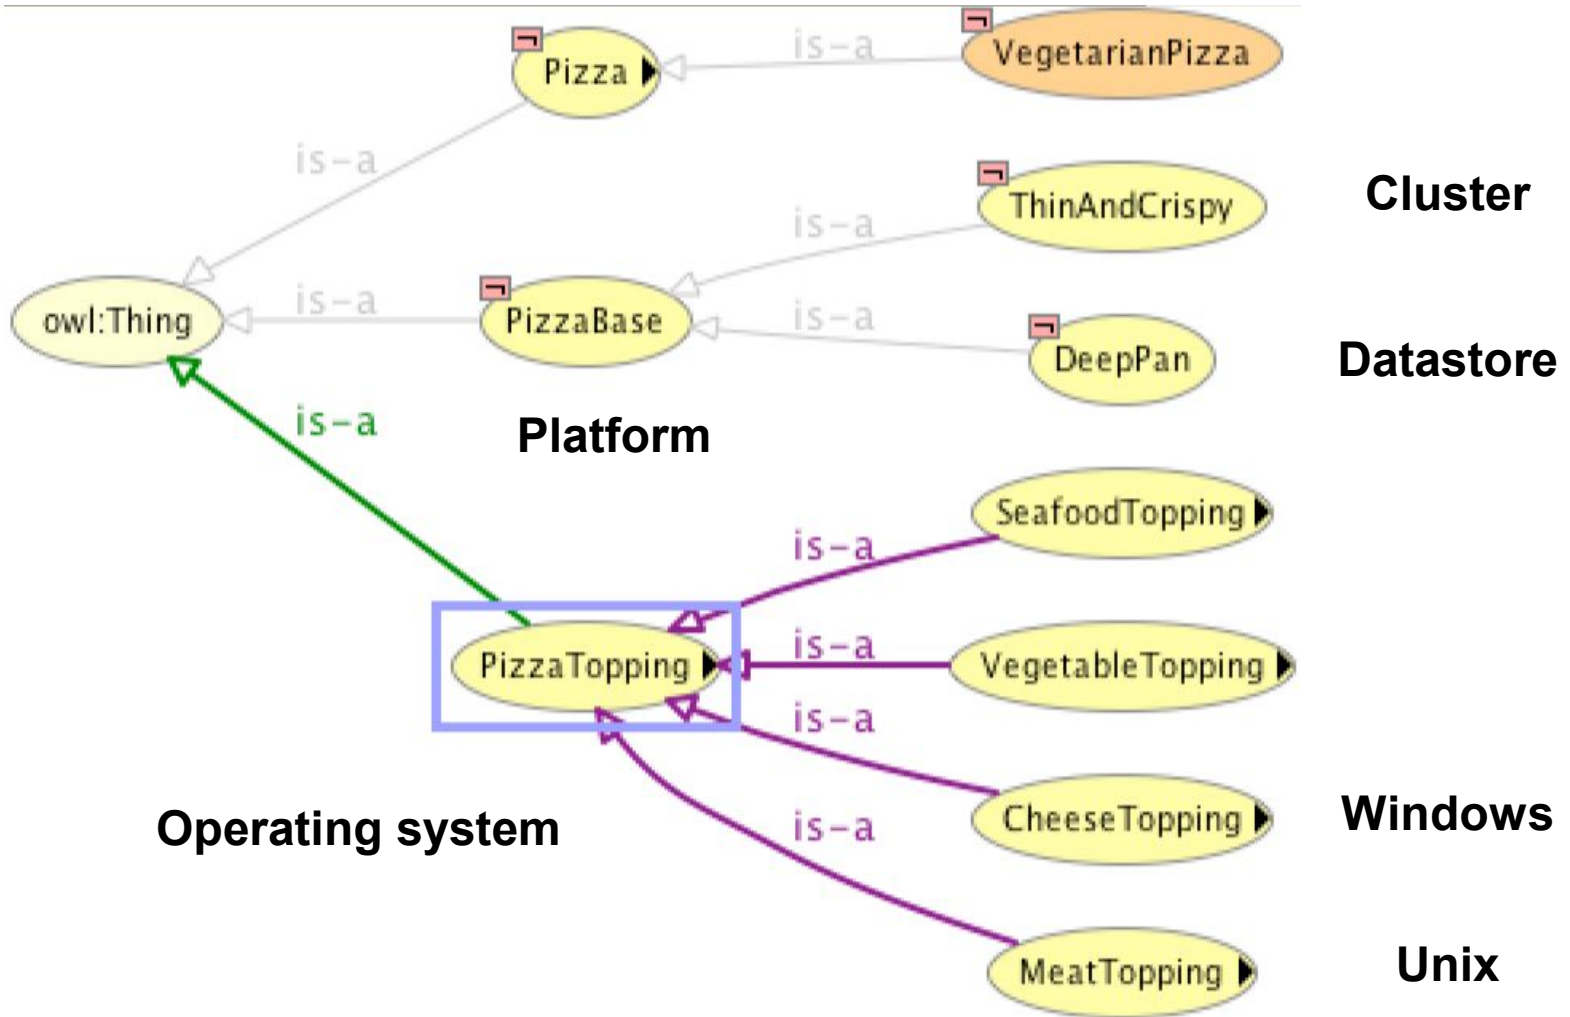 is-a
VegetarianPizza
Pizza
is-a
ThinAndCrispy
Cluster
is-a
is-a
PizzaBase
owl:Thing
is-a
DeepPan
Datastore
is-a
Platform
SeafoodTopping
is-a
is-a
PizzaTopping
VegetableTopping
is-a
Operating system
is-a
CheeseTopping
Windows
MeatTopping
Unix